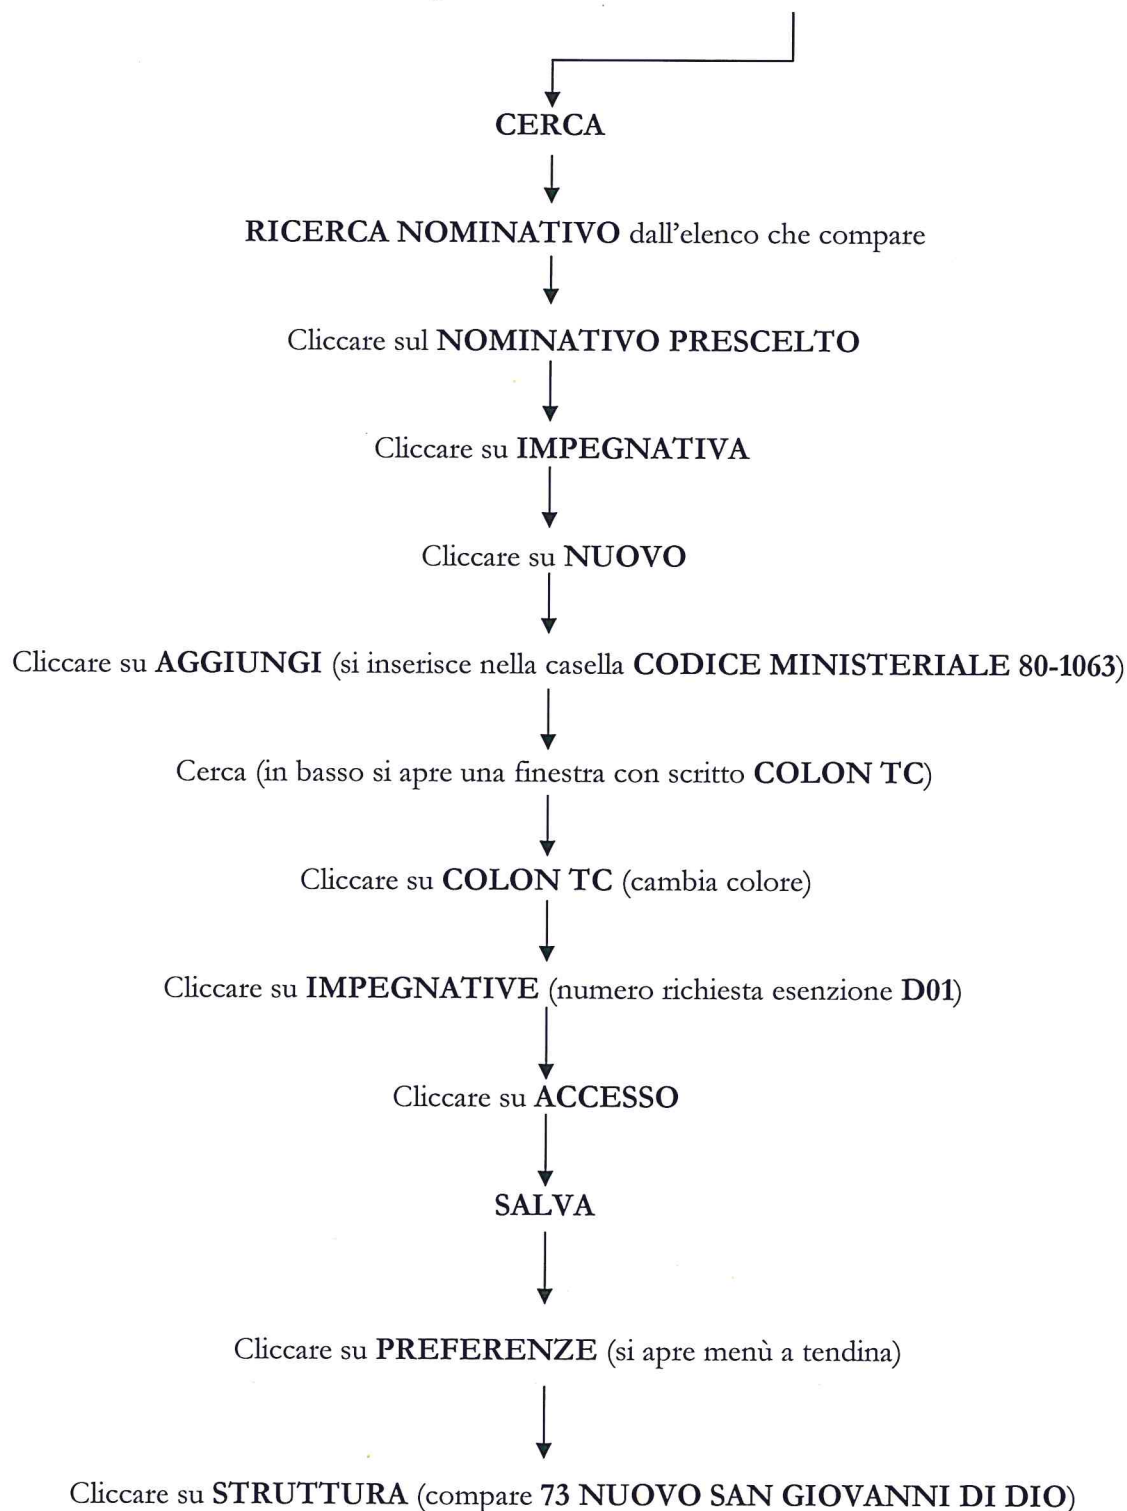 CERCA
RICERCA NOMINATIVO dall'elenco che compare
Cliccare sul NOMINATIVO PRESCELTO
Cliccare su IMPEGNATIVA
Cliccare su NUOVO
Cliccare su AGGIUNGI (si inserisce nella casella CODICE MINISTERIALE 80-1063)
Cerca (in basso si apre una finestra con scritto COLON TC)
Cliccare su COLON TC (cambia colore)
Cliccare su IMPEGNATIVE (numero richiesta esenzione D01)
Cliccare su ACCESSO
SALVA
Cliccare su PREFERENZE (si apre menù a tendina)
Cliccare su STRUTTURA (compare 73 NUOVO SAN GIOVANNI DI DIO)